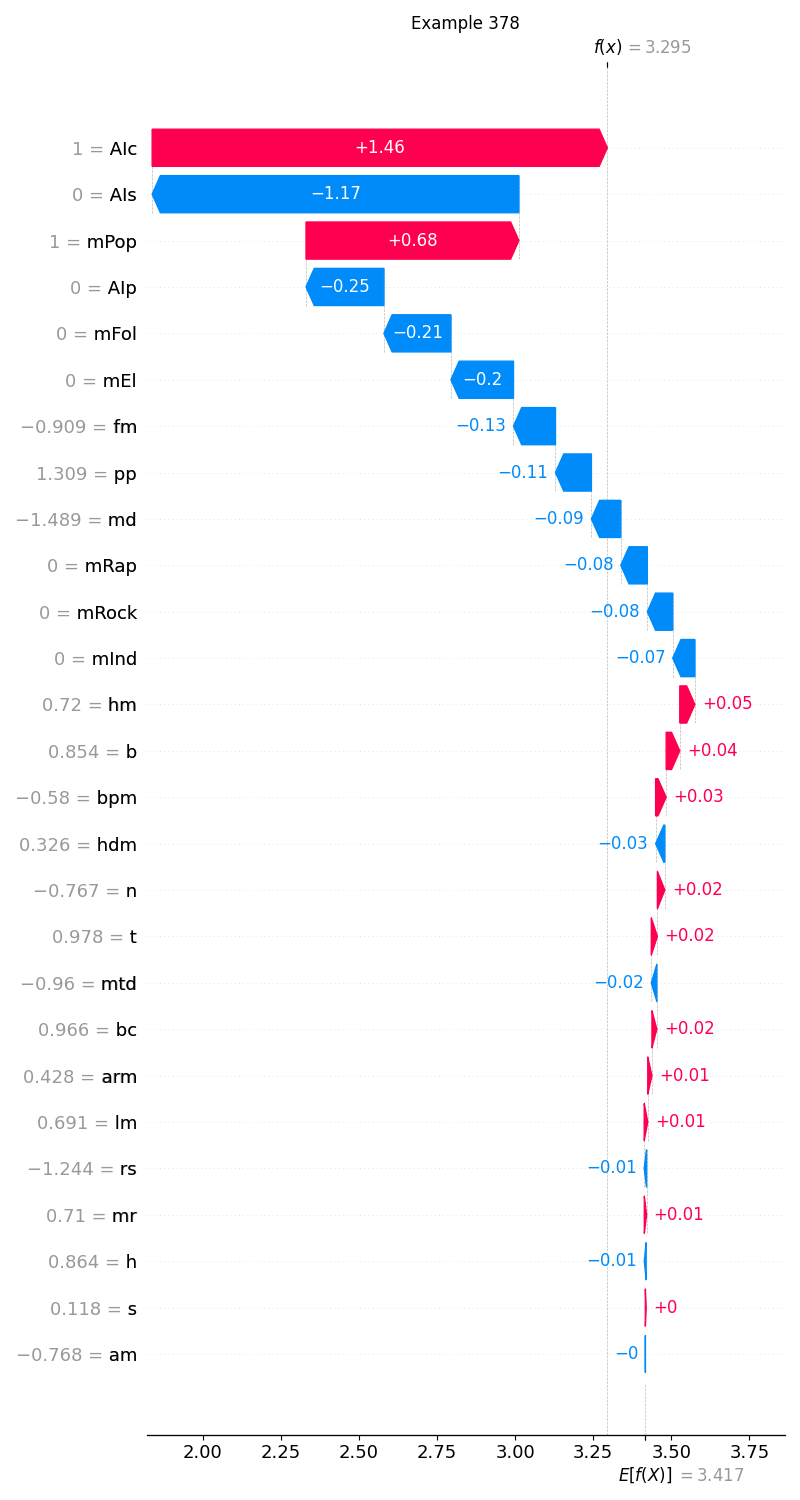 Example 378
f(x) = 3.295
1 = AIc +1.46
0 = AIs −1.17
1 = mPop +0.68
0 = AIp −0.25
0 = mFol −0.21
0 = mEl −0.2
−0.909 = fm −0.13
1.309 = pp −0.11
−1.489 = md −0.09
0 = mRap −0.08
0 = mRock −0.08
0 = mInd −0.07
0.72 = hm +0.05
0.854 = b +0.04
−0.58 = bpm +0.03
0.326 = hdm −0.03
−0.767 = n +0.02
0.978 = t +0.02
−0.96 = mtd −0.02
0.966 = bc +0.02
0.428 = arm +0.01
0.691 = lm +0.01
−1.244 = rs −0.01
0.71 = mr +0.01
0.864 = h −0.01
0.118 = s +0
−0.768 = am −0
2.00 2.25 2.50 2.75 3.00 3.25 3.50 3.75
E[f(X)] = 3.417